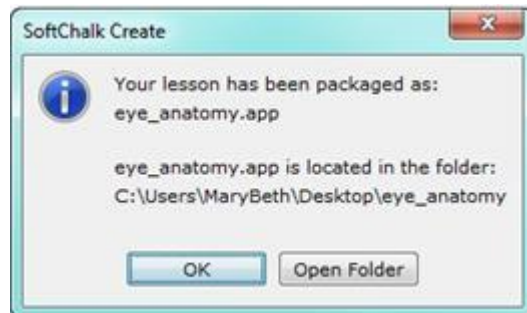 SoftChalk Create
Your lesson has been packaged as:
eye_anatomy.app
eye_anatomy.app is located in the folder:
C:\Users\MaryBeth\Desktop\eye_anatomy
OK Open Folder